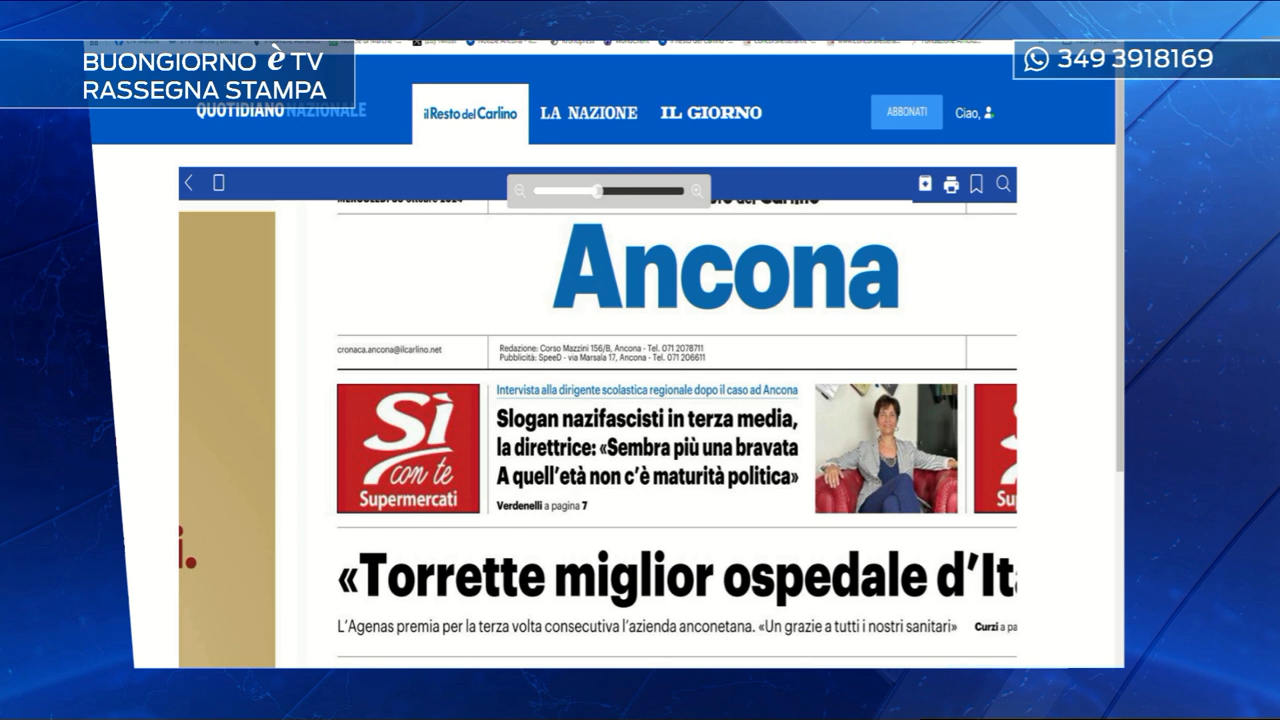 BUONGIORNO è TV
RASSEGNA STAMPA
349 3918169
QUOTIDIANO NAZIONALE
il Resto del Carlino
LA NAZIONE
IL GIORNO
ABBONATI
Ciao,
Ancona
cronaca.ancona@ilcarlino.net
Redazione: Corso Mazzini 156/B, Ancona - Tel. 071 2078711
Pubblicità: SpeeD - via Marsala 17, Ancona - Tel. 071 206611
Sì
con te
Supermercati
Intervista alla dirigente scolastica regionale dopo il caso ad Ancona
Slogan nazifascisti in terza media,
la direttrice: «Sembra più una bravata
A quell'età non c'è maturità politica»
Verdenelli a pagina 7
«Torrette miglior ospedale d'It
L'Agenas premia per la terza volta consecutiva l'azienda anconetana. «Un grazie a tutti i nostri sanitari»
Curzi a pa
i.